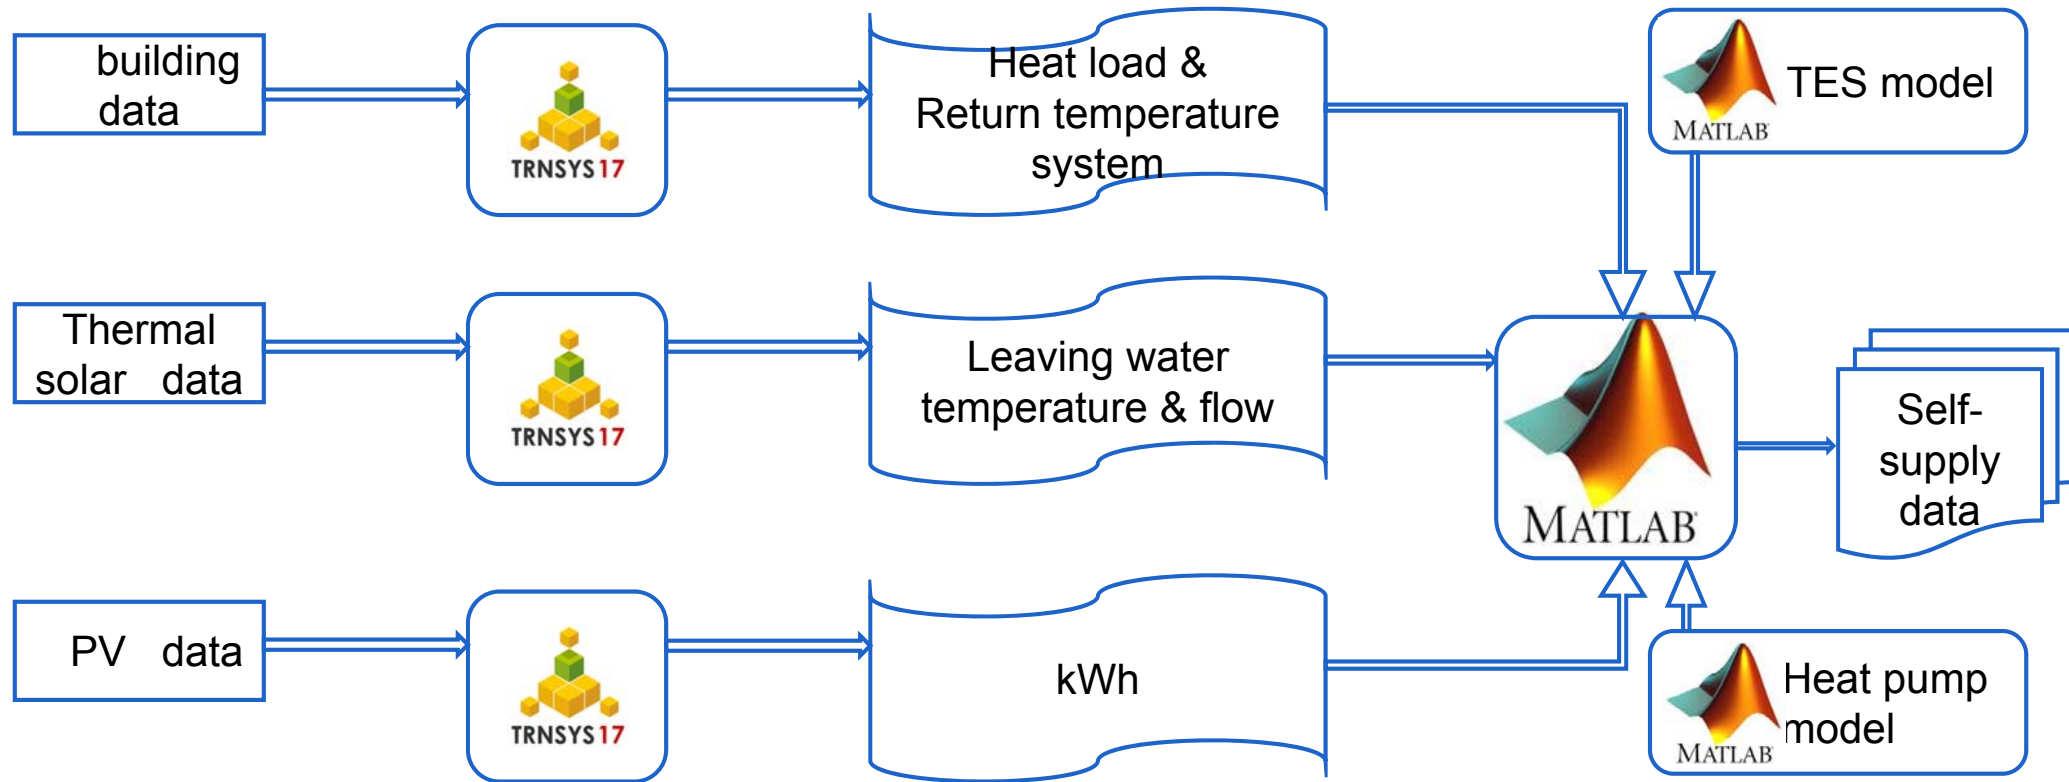 building
data
TRNSYS 17
Heat load &
Return temperature
system
MATLAB
TES model
Thermal
solar data
TRNSYS 17
Leaving water
temperature & flow
MATLAB
Self-
supply
data
PV data
TRNSYS 17
kWh
MATLAB
Heat pump
model